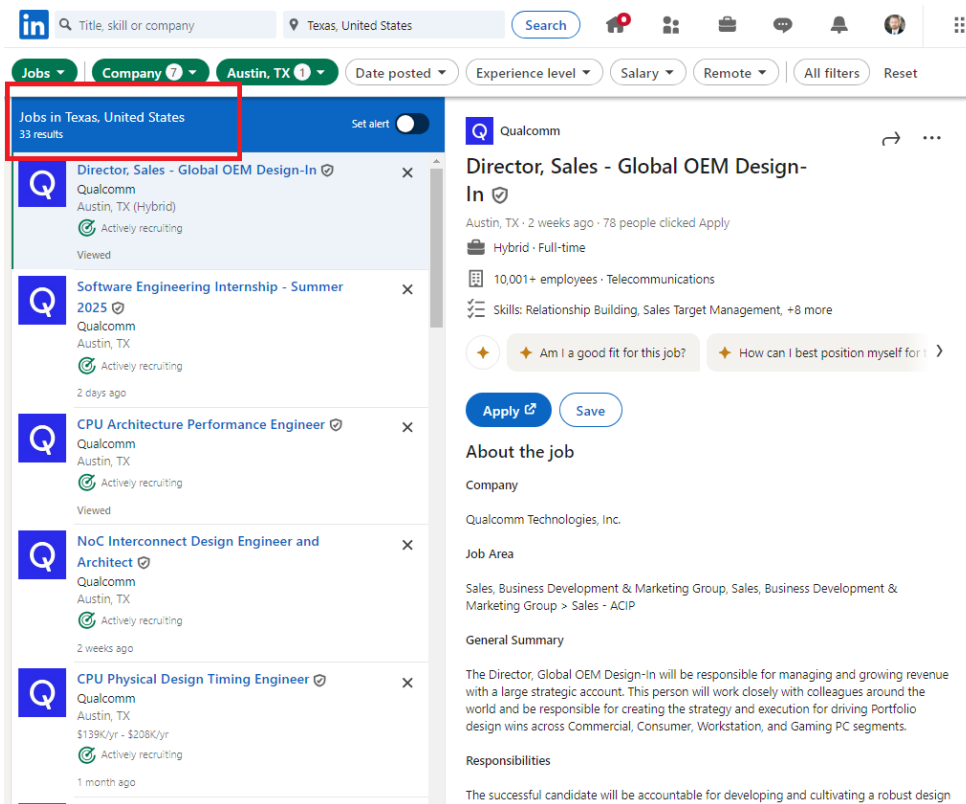 in
Title, skill or company
Texas, United States
Search
Jobs
Company 7
Austin, TX 1
Date posted
Experience level
Salary
Remote
All filters
Reset
Jobs in Texas, United States
33 results
Set alert
Director, Sales - Global OEM Design-In
Qualcomm
Austin, TX (Hybrid)
Actively recruiting
Viewed
Software Engineering Internship - Summer
2025
Qualcomm
Austin, TX
Actively recruiting
2 days ago
CPU Architecture Performance Engineer
Qualcomm
Austin, TX
Actively recruiting
Viewed
NoC Interconnect Design Engineer and
Architect
Qualcomm
Austin, TX
Actively recruiting
2 weeks ago
CPU Physical Design Timing Engineer
Qualcomm
Austin, TX
$139K/yr - $208K/yr
Actively recruiting
1 month ago
Qualcomm
Director, Sales - Global OEM Design-
In
Austin, TX · 2 weeks ago · 78 people clicked Apply
Hybrid · Full-time
10,001+ employees · Telecommunications
Skills: Relationship Building, Sales Target Management, +8 more
Am I a good fit for this job?
How can I best position myself for
Apply
Save
About the job
Company
Qualcomm Technologies, Inc.
Job Area
Sales, Business Development & Marketing Group, Sales, Business Development &
Marketing Group > Sales - ACIP
General Summary
The Director, Global OEM Design-In will be responsible for managing and growing revenue
with a large strategic account. This person will work closely with colleagues around the
world and be responsible for creating the strategy and execution for driving Portfolio
design wins across Commercial, Consumer, Workstation, and Gaming PC segments.
Responsibilities
The successful candidate will be accountable for developing and cultivating a robust design